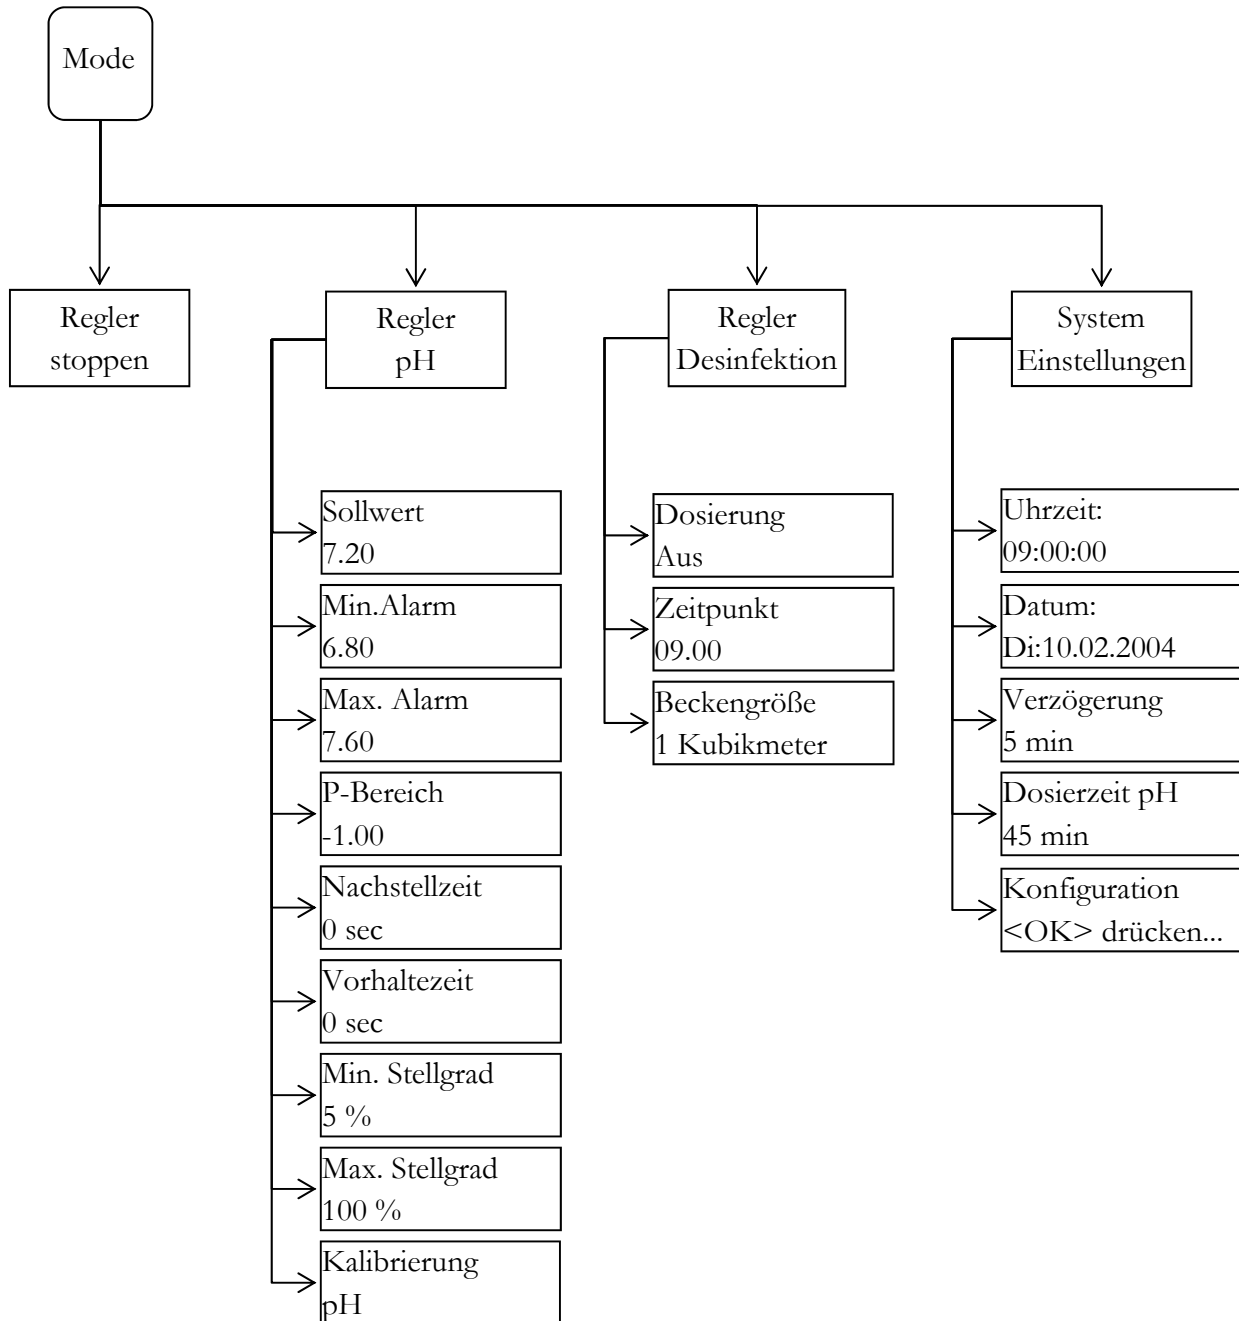 Mode
Regler
stoppen
Regler
pH
Regler
Desinfektion
System
Einstellungen
Sollwert
7.20
Min.Alarm
6.80
Max. Alarm
7.60
P-Bereich
-1.00
Nachstellzeit
0 sec
Vorhaltezeit
0 sec
Min. Stellgrad
5 %
Max. Stellgrad
100 %
Kalibrierung
pH
Dosierung
Aus
Zeitpunkt
09.00
Beckengröße
1 Kubikmeter
Uhrzeit:
09:00:00
Datum:
Di:10.02.2004
Verzögerung
5 min
Dosierzeit pH
45 min
Konfiguration
<OK> drücken...